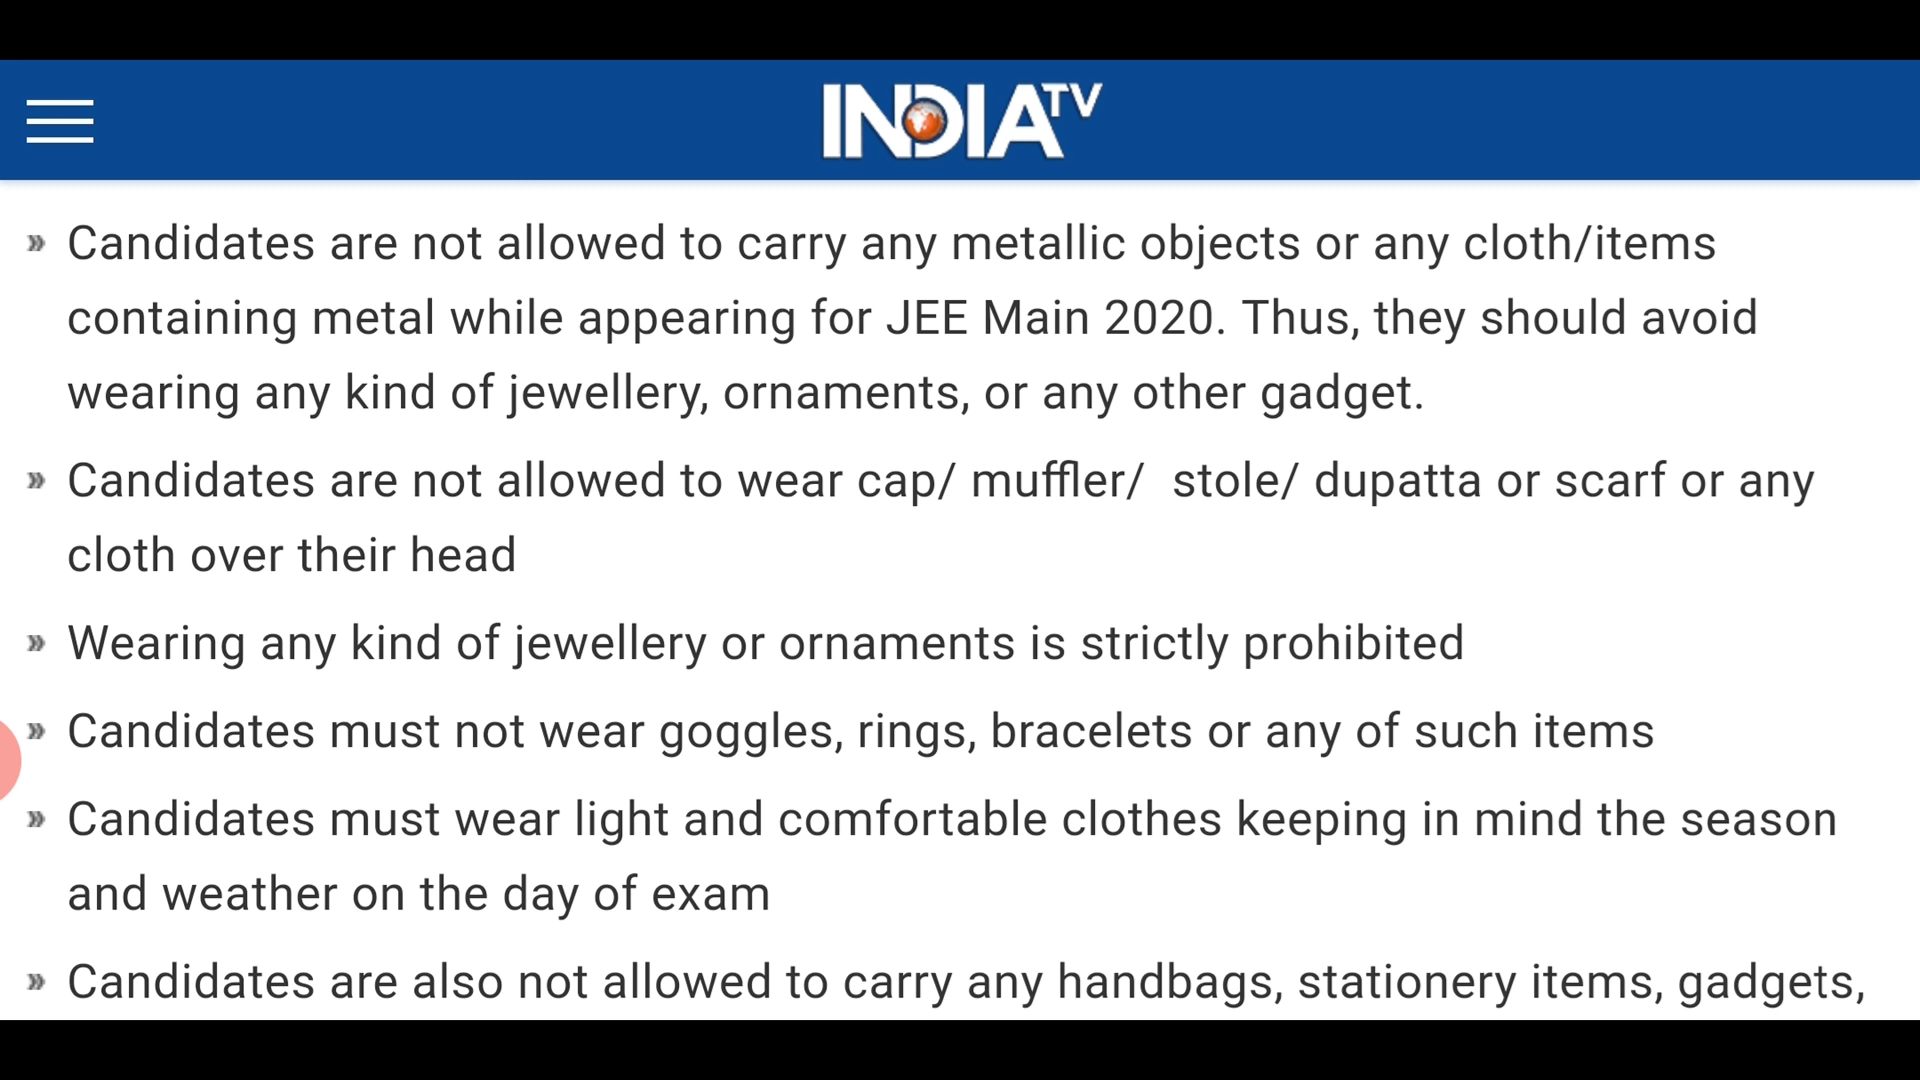 INDIA TV
» Candidates are not allowed to carry any metallic objects or any cloth/items
containing metal while appearing for JEE Main 2020. Thus, they should avoid
wearing any kind of jewellery, ornaments, or any other gadget.
» Candidates are not allowed to wear cap/ muffler/  stole/ dupatta or scarf or any
cloth over their head
» Wearing any kind of jewellery or ornaments is strictly prohibited
» Candidates must not wear goggles, rings, bracelets or any of such items
» Candidates must wear light and comfortable clothes keeping in mind the season
and weather on the day of exam
» Candidates are also not allowed to carry any handbags, stationery items, gadgets,